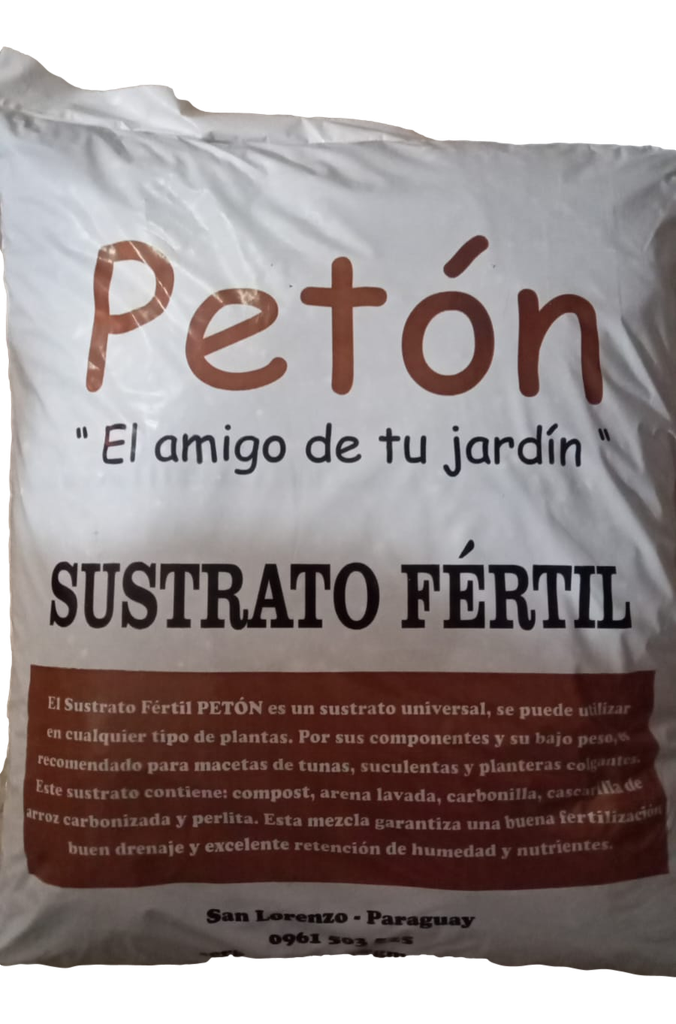 Petón
" El amigo de tu jardín "
SUSTRATO FÉRTIL
El Sustrato Fértil PETÓN es un sustrato universal, se puede utilizar
en cualquier tipo de plantas. Por sus componentes y su bajo peso, es
recomendado para macetas de tunas, suculentas y planteras colgantes.
Este sustrato contiene: compost, arena lavada, carbonilla, cascarilla de
arroz carbonizada y perlita. Esta mezcla garantiza una buena fertilización
buen drenaje y excelente retención de humedad y nutrientes.
San Lorenzo - Paraguay
0961 503